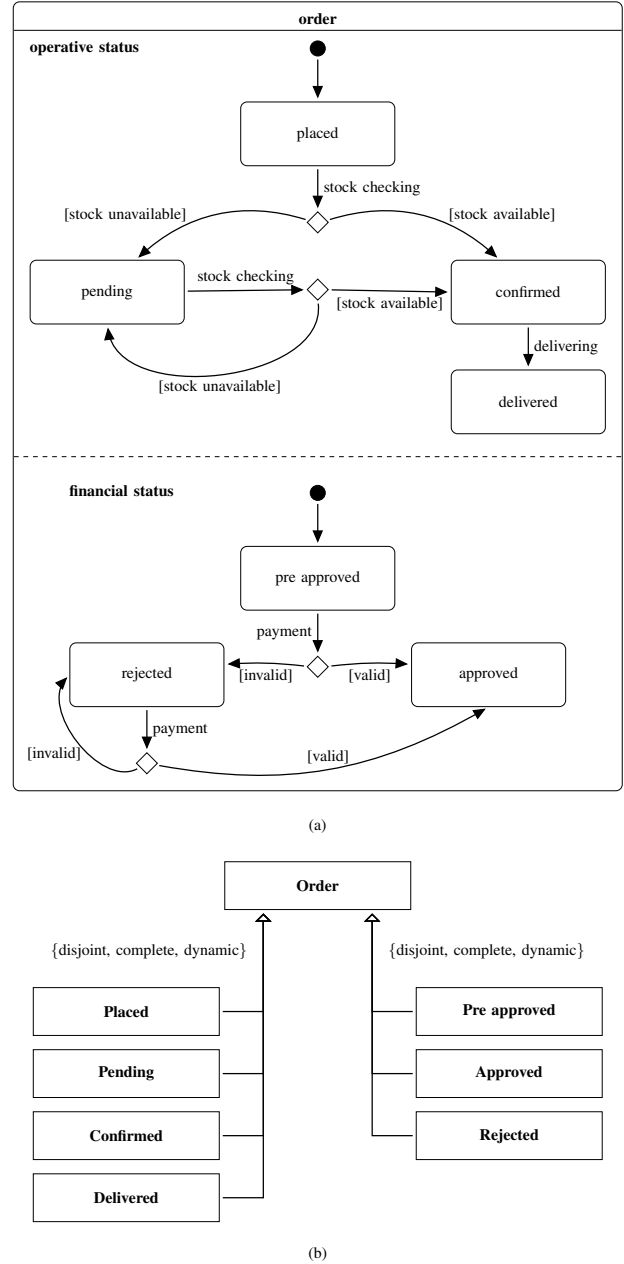 order
operative status
placed
stock checking
[stock unavailable]
[stock available]
pending
stock checking
[stock available]
confirmed
[stock unavailable]
delivering
delivered
financial status
pre approved
payment
rejected
[invalid]
[valid]
approved
payment
[invalid]
[valid]
(a)
Order
{disjoint, complete, dynamic}
{disjoint, complete, dynamic}
Placed
Pre approved
Pending
Approved
Confirmed
Rejected
Delivered
(b)